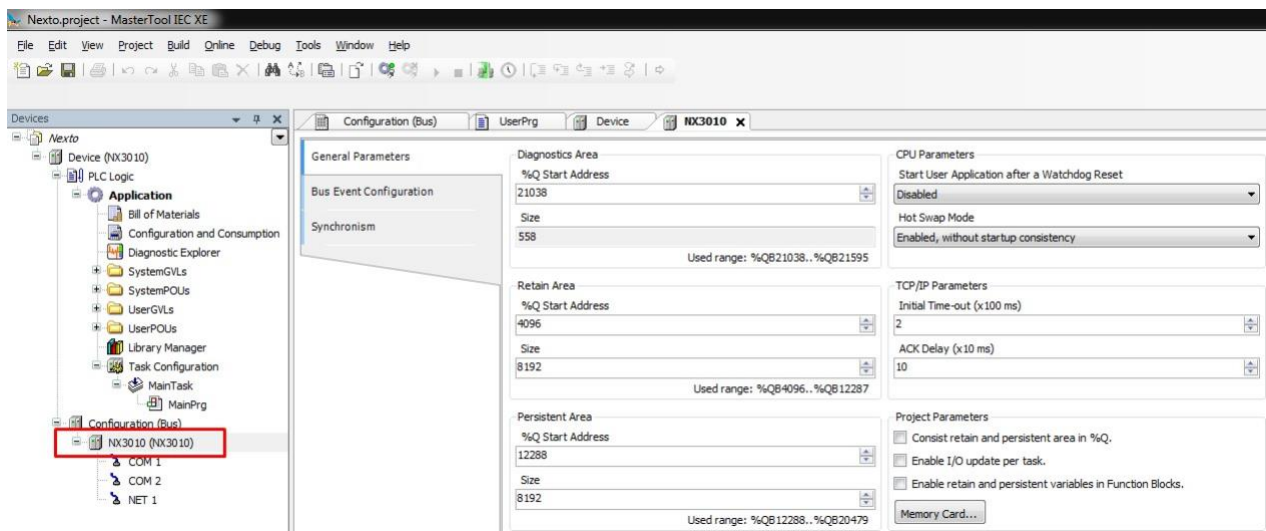 Nexto.project - MasterTool IEC XE
File Edit View Project Build Online Debug Tools Window Help
Devices
Nexto
Device (NX3010)
PLC Logic
Application
Bill of Materials
Configuration and Consumption
Diagnostic Explorer
SystemGVLs
SystemPOUs
UserGVLs
UserPOUs
Library Manager
Task Configuration
MainTask
MainPrg
Configuration (Bus)
NX3010 (NX3010)
COM 1
COM 2
NET 1
Configuration (Bus) UserPrg Device NX3010
General Parameters
Bus Event Configuration
Synchronism
Diagnostics Area
%Q Start Address
21038
Size
558
Used range: %QB21038..%QB21595
Retain Area
%Q Start Address
4096
Size
8192
Used range: %QB4096..%QB12287
Persistent Area
%Q Start Address
12288
Size
8192
Used range: %QB12288..%QB20479
CPU Parameters
Start User Application after a Watchdog Reset
Disabled
Hot Swap Mode
Enabled, without startup consistency
TCP/IP Parameters
Initial Time-out (x100 ms)
2
ACK Delay (x10 ms)
10
Project Parameters
Consist retain and persistent area in %Q.
Enable I/O update per task.
Enable retain and persistent variables in Function Blocks.
Memory Card...